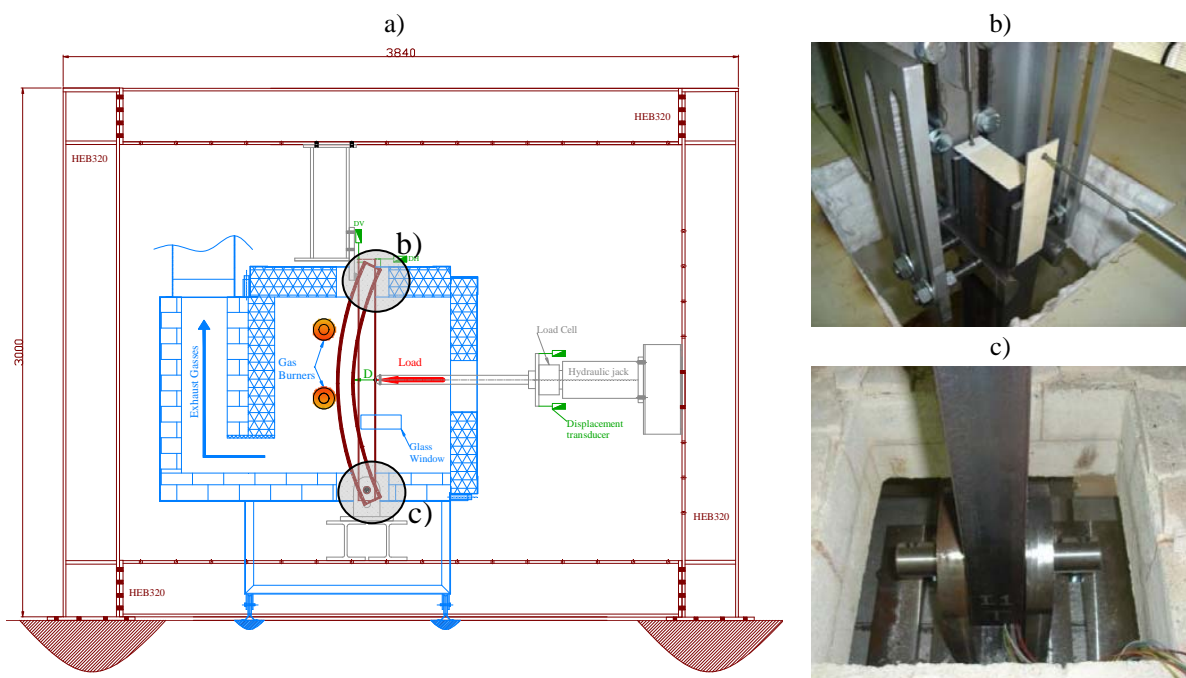 a)
3840
3000
HEB320
HEB320
DV
b)
DH
Exhaust Gasses
Gas
Burners
D
Load
Load Cell
Hydraulic jack
Displacement
transducer
Glass
Window
c)
HEB320
HEB320
b)
c)